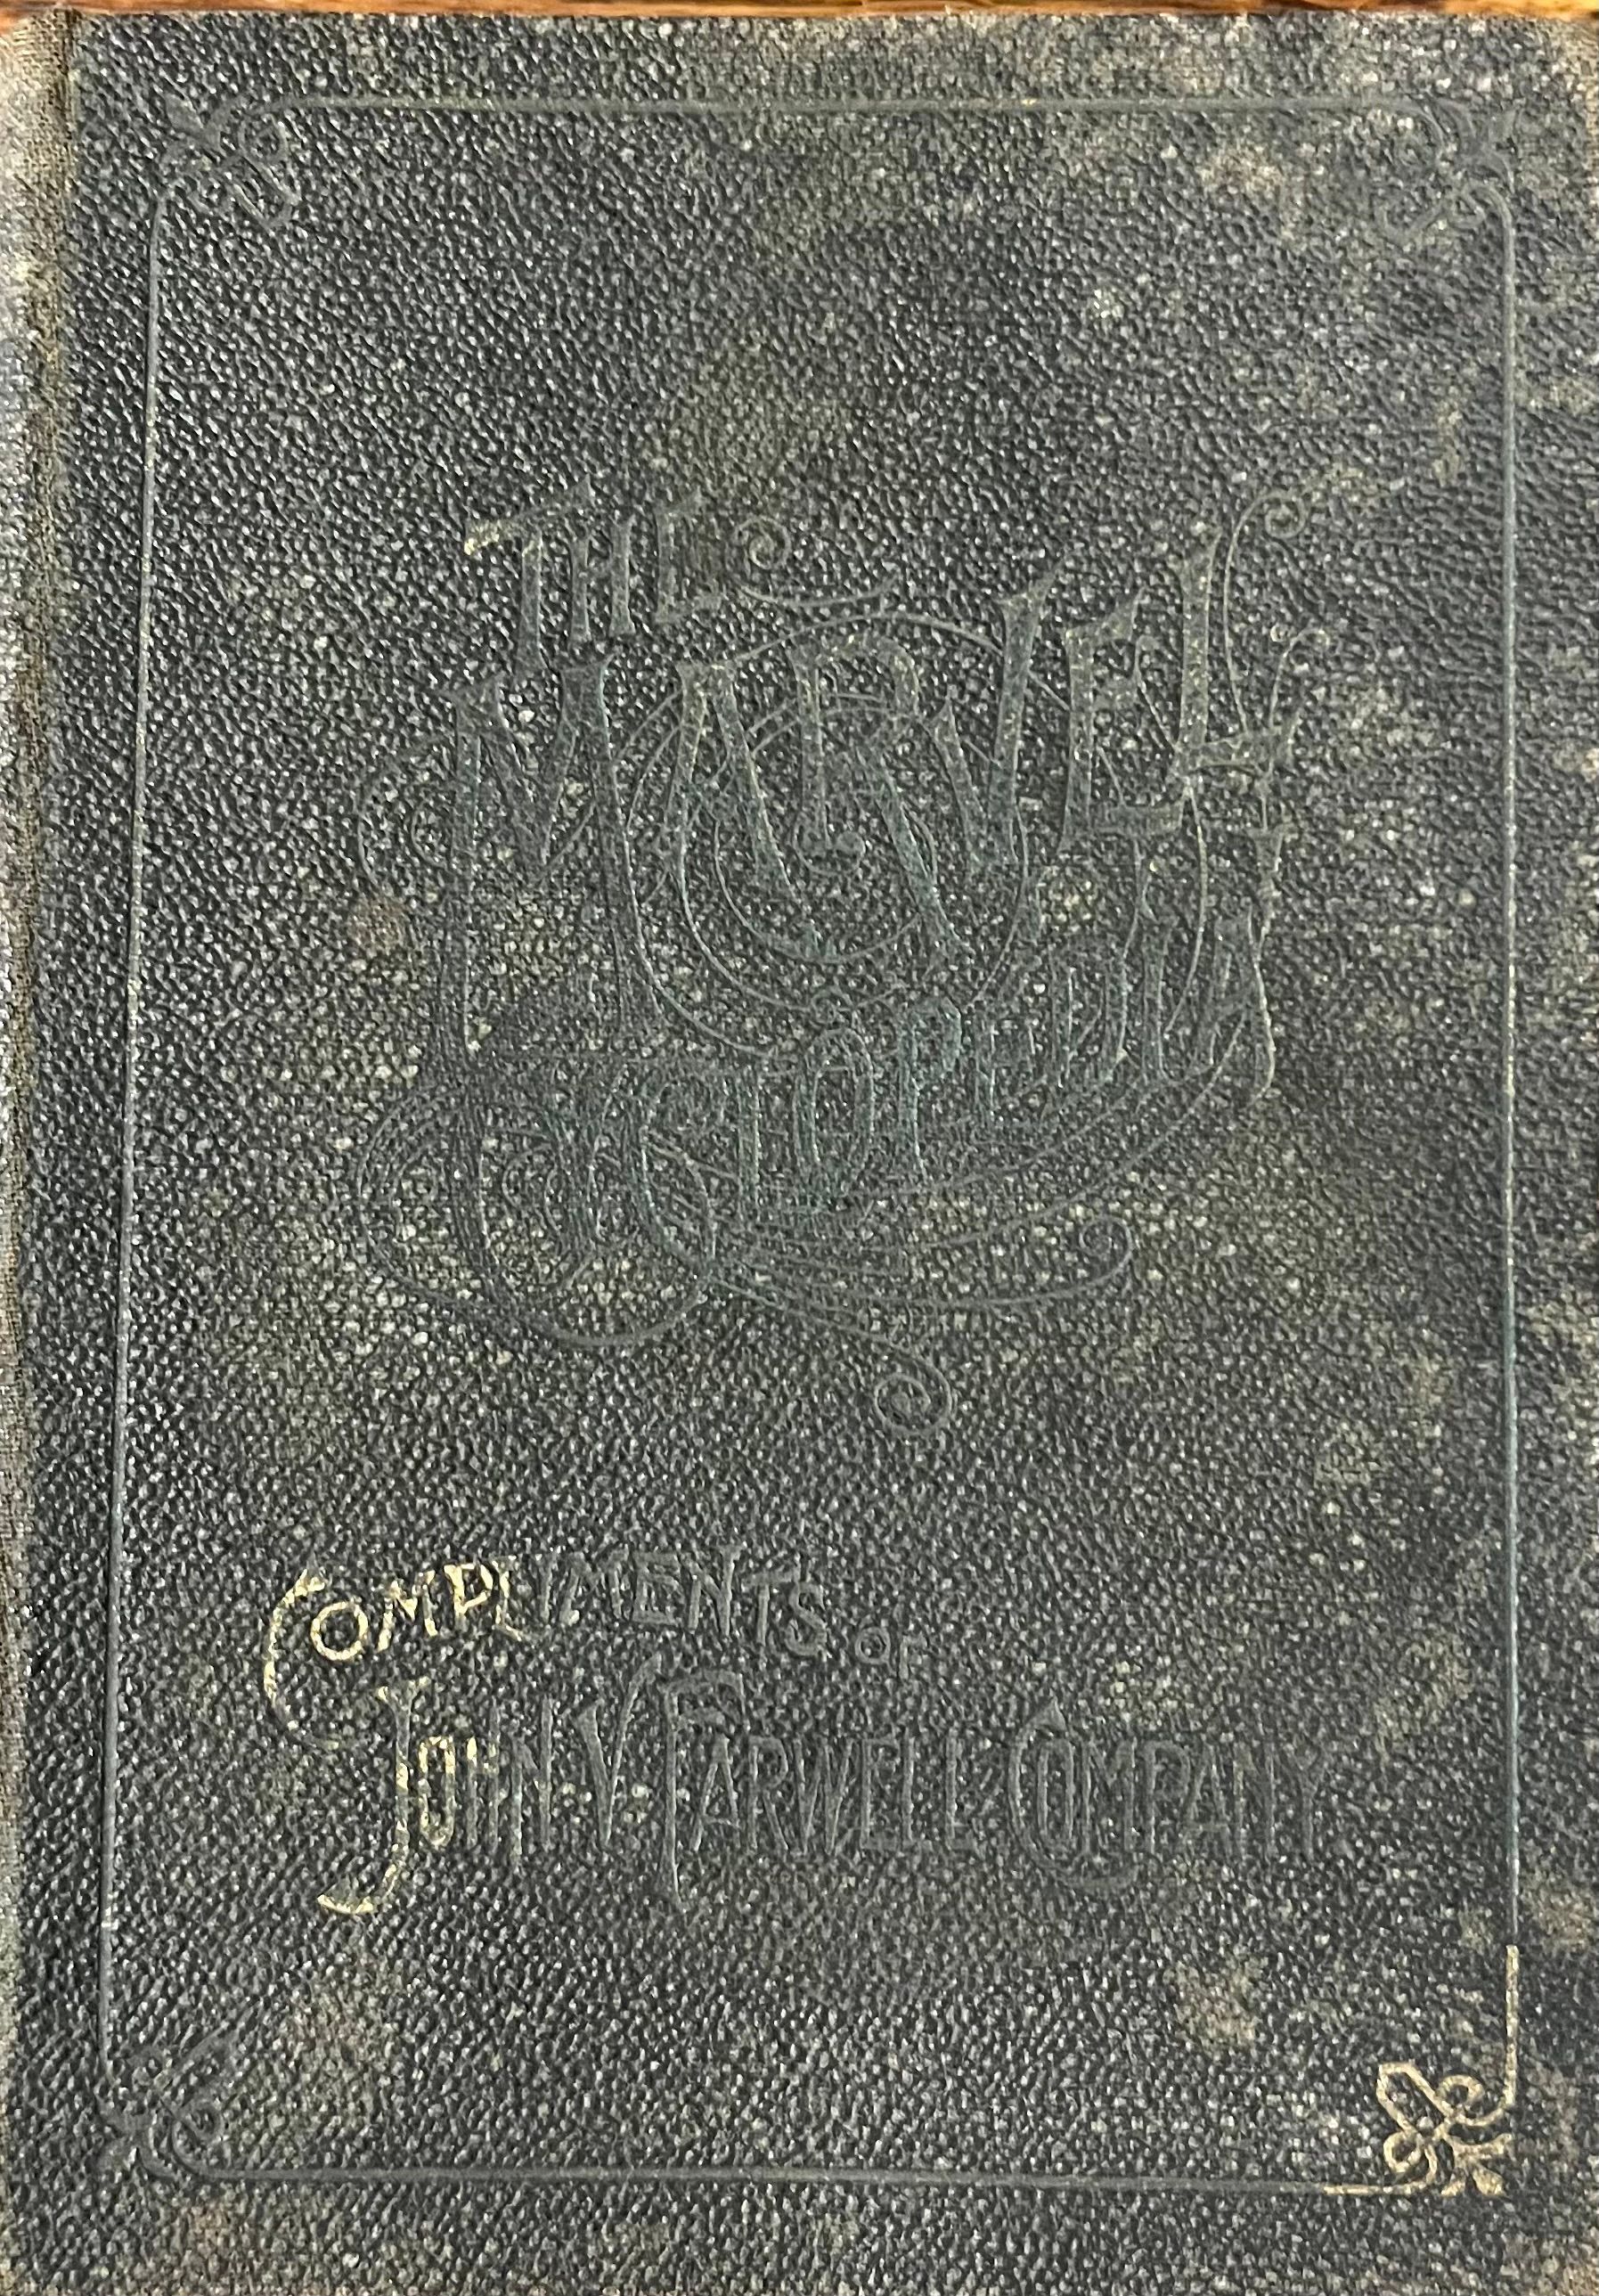 THE
MARVEL
CYCLOPEDIA
COMPLIMENTS OF
JOHN V FARWELL COMPANY